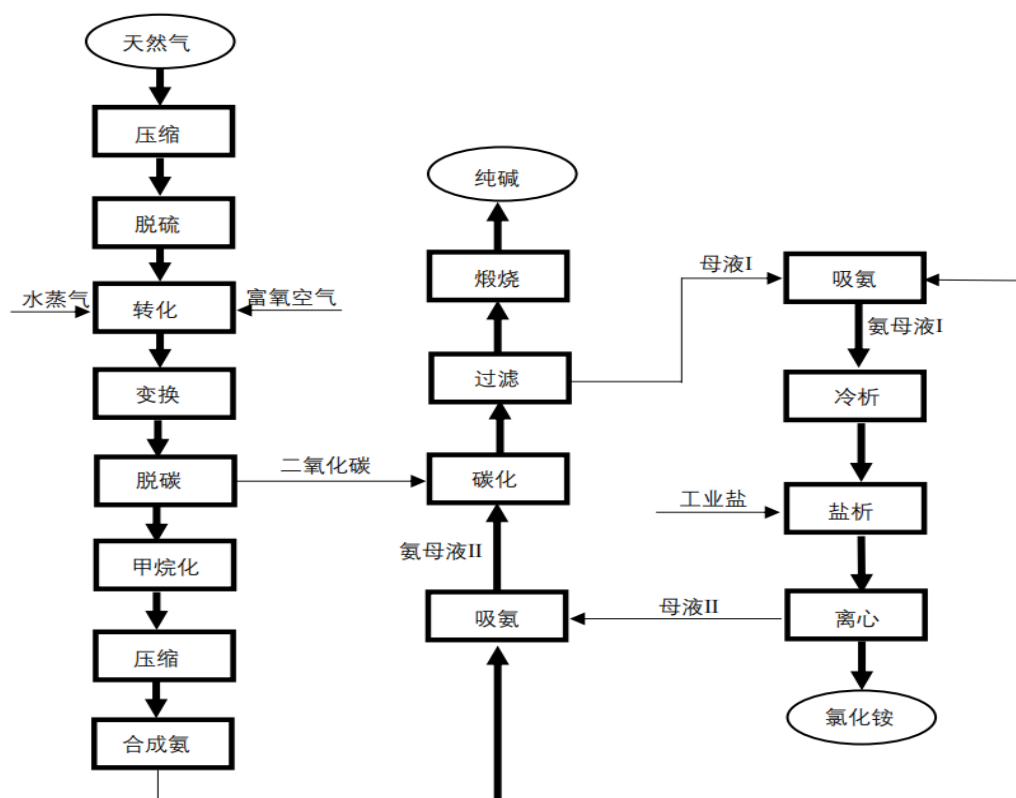 天然气
压缩
脱硫
水蒸气
富氧空气
转化
变换
脱碳
二氧化碳
甲烷化
压缩
合成氨
纯碱
煅烧
过滤
碳化
氨母液II
吸氨
母液I
吸氨
氨母液I
冷析
工业盐
盐析
母液II
离心
氯化铵